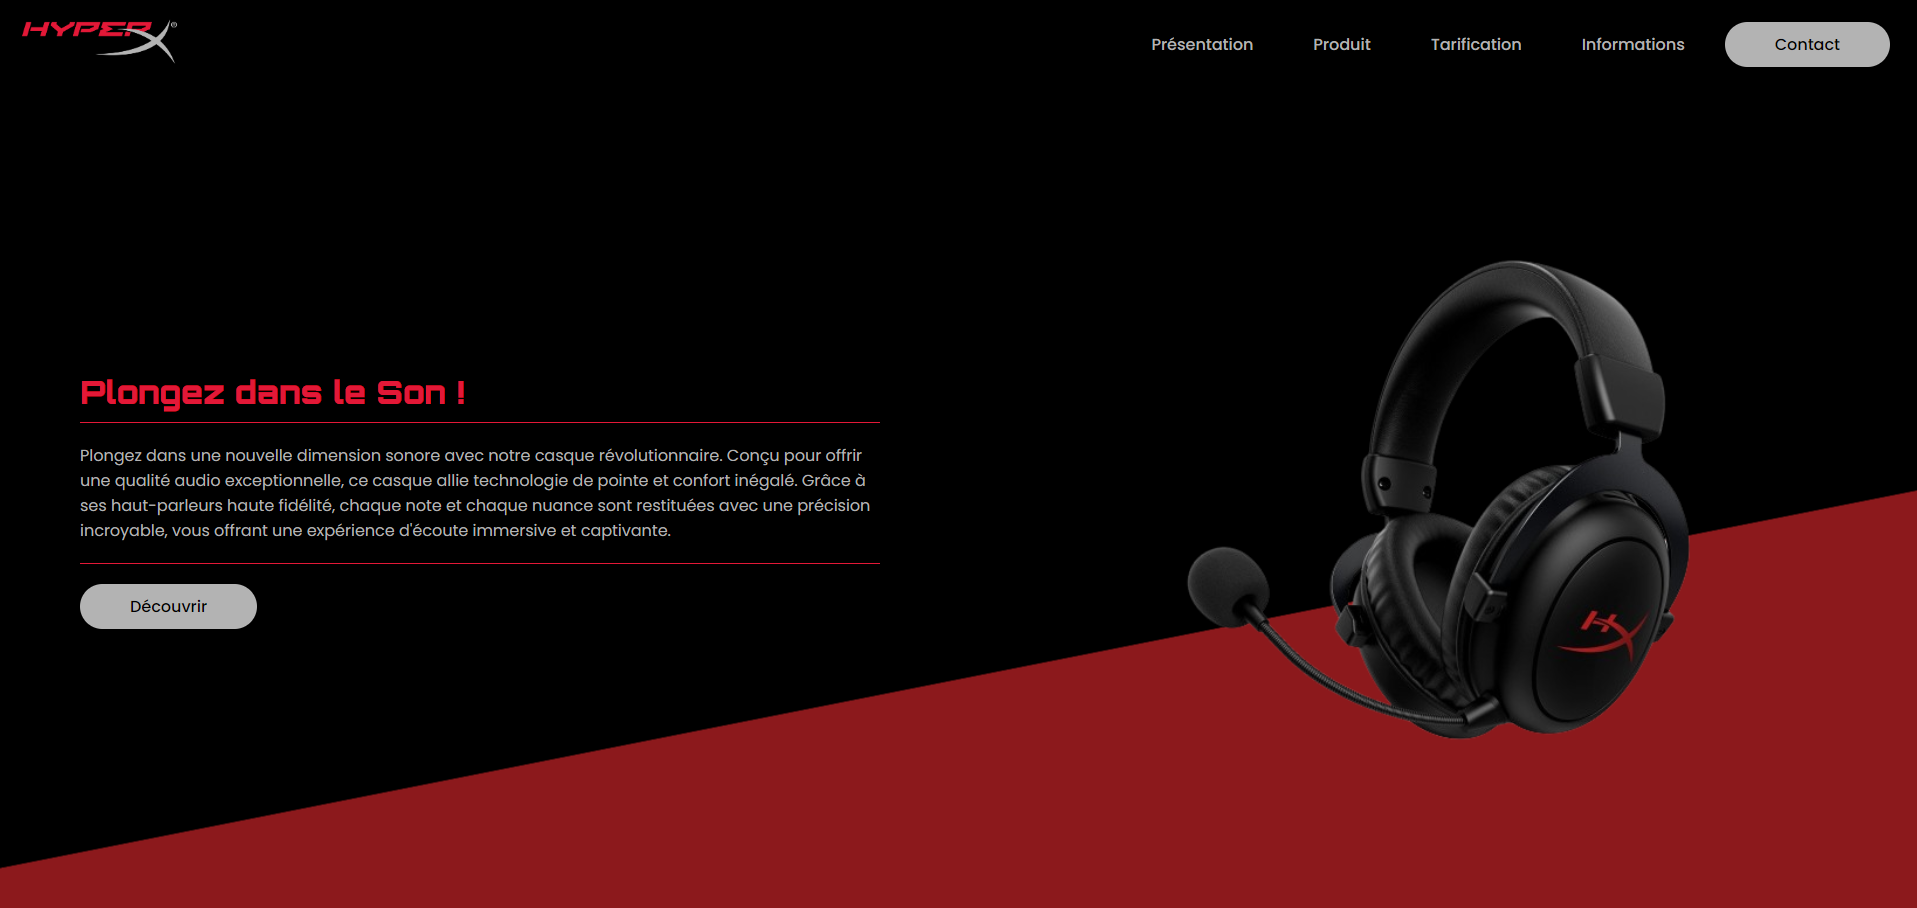 HYPERX®
Présentation
Produit
Tarification
Informations
Contact
Plongez dans le Son !
Plongez dans une nouvelle dimension sonore avec notre casque révolutionnaire. Conçu pour offrir
une qualité audio exceptionnelle, ce casque allie technologie de pointe et confort inégalé. Grâce à
ses haut-parleurs haute fidélité, chaque note et chaque nuance sont restituées avec une précision
incroyable, vous offrant une expérience d'écoute immersive et captivante.
Découvrir
HX